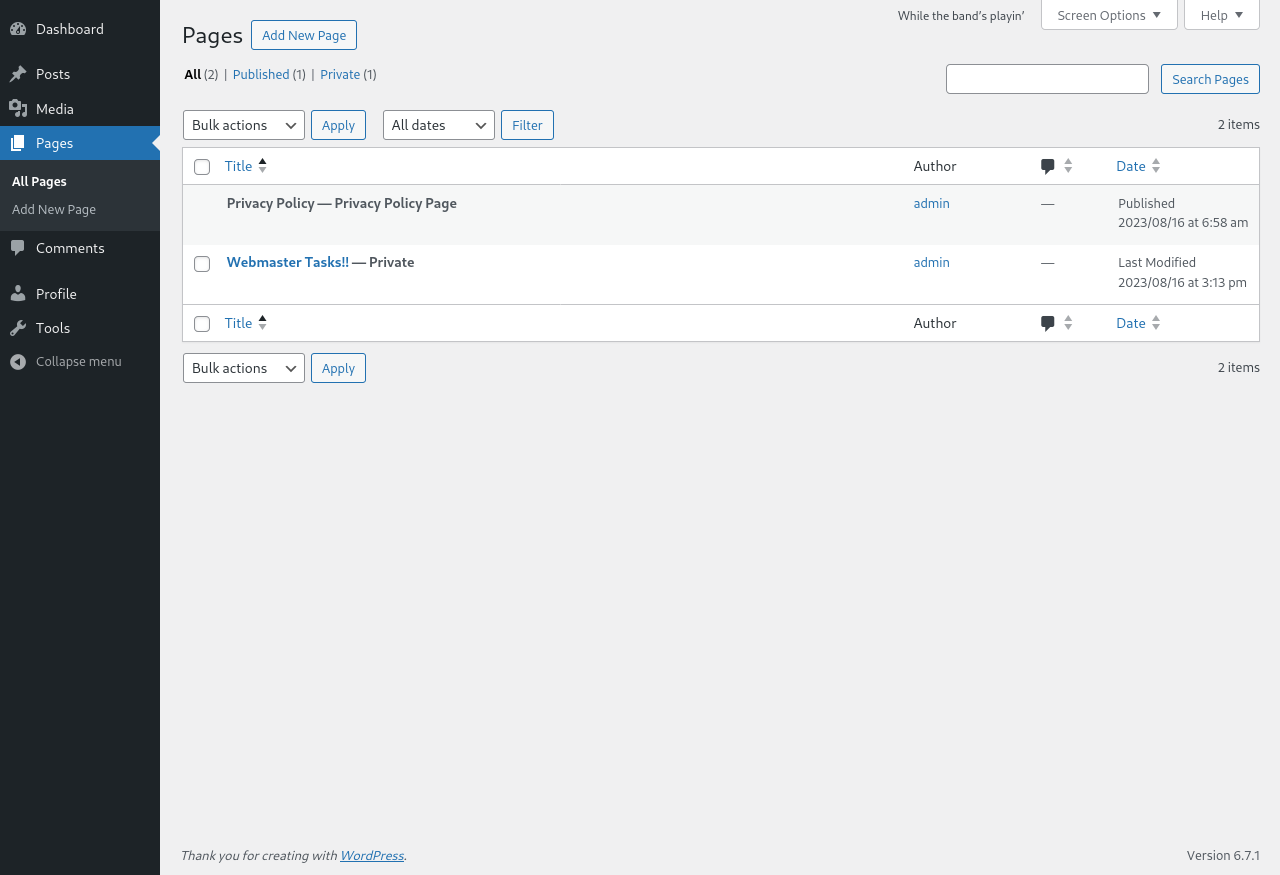 Dashboard
Posts
Media
Pages
All Pages
Add New Page
Comments
Profile
Tools
Collapse menu
While the band's playin'
Screen Options
Help
Pages
Add New Page
All (2) | Published (1) | Private (1)
Search Pages
Bulk actions
Apply
All dates
Filter
2 items
Title
Author
Date
Privacy Policy — Privacy Policy Page
admin
—
Published
2023/08/16 at 6:58 am
Webmaster Tasks!! — Private
admin
—
Last Modified
2023/08/16 at 3:13 pm
Title
Author
Date
Bulk actions
Apply
2 items
Thank you for creating with WordPress.
Version 6.7.1